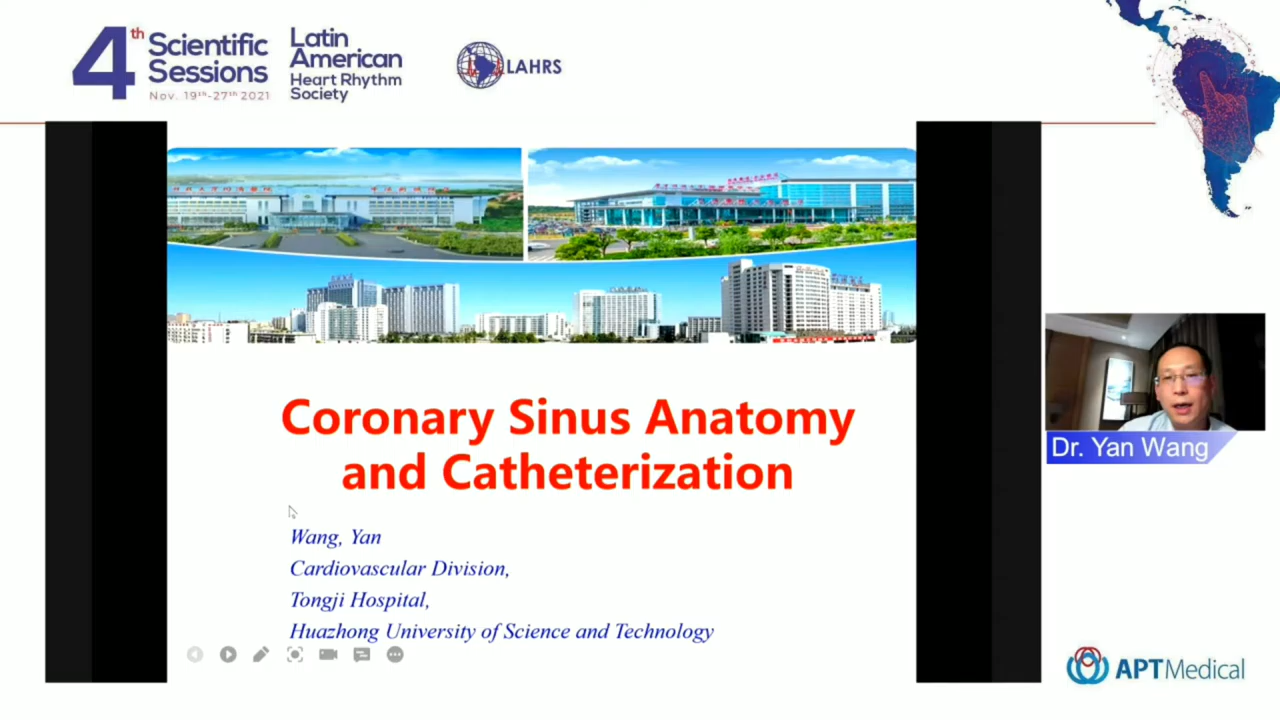 4th Scientific Sessions
Nov. 19th-27th 2021
Latin
American
Heart Rhythm
Society
LAHRS
Coronary Sinus Anatomy
and Catheterization
Wang, Yan
Cardiovascular Division,
Tongji Hospital,
Huazhong University of Science and Technology
Dr. Yan Wang
APTMedical